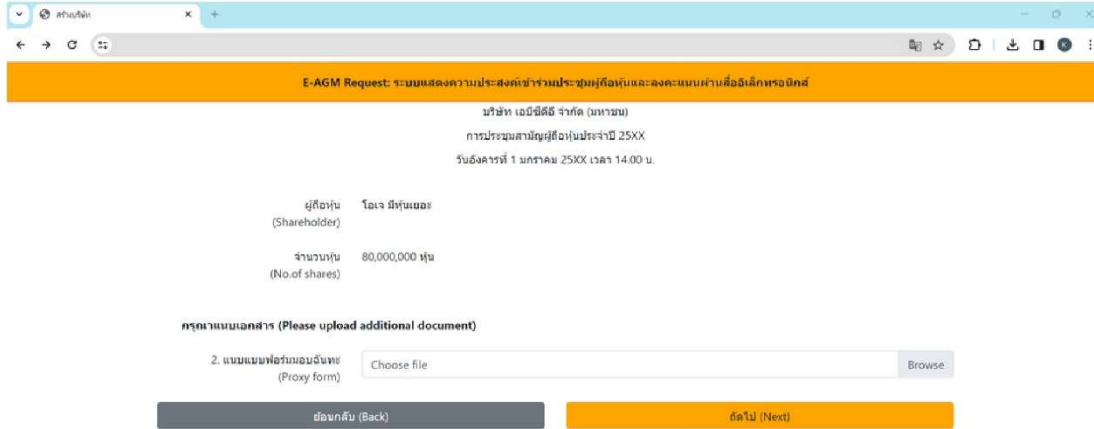 สร้างบริษัท
E-AGM Request: ระบบแสดงความประสงค์เข้าร่วมประชุมผู้ถือหุ้นและลงคะแนนผ่านสื่ออิเล็กทรอนิกส์
บริษัท เอบีซีดีอี จำกัด (มหาชน)
การประชุมสามัญผู้ถือหุ้นประจำปี 25XX
วันอังคารที่ 1 มกราคม 25XX เวลา 14.00 น.
ผู้ถือหุ้น โอเจ มีหุ้นเยอะ
(Shareholder)
จำนวนหุ้น 80,000,000 หุ้น
(No.of shares)
กรุณาแนบเอกสาร (Please upload additional document)
2. แนบแบบฟอร์มมอบฉันทะ Choose file Browse
(Proxy form)
ย้อนกลับ (Back) ถัดไป (Next)